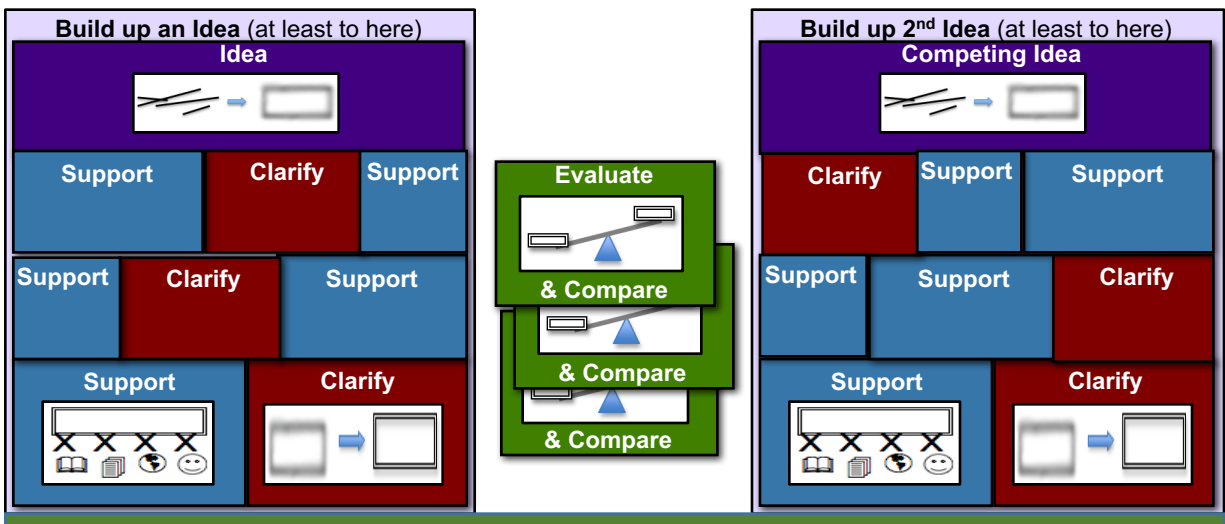 Build up an Idea (at least to here)
Idea
Support Clarify Support
Support Clarify Support
Support Clarify
Evaluate
& Compare
& Compare
& Compare
Build up 2nd Idea (at least to here)
Competing Idea
Clarify Support Support
Support Support Clarify
Support Clarify